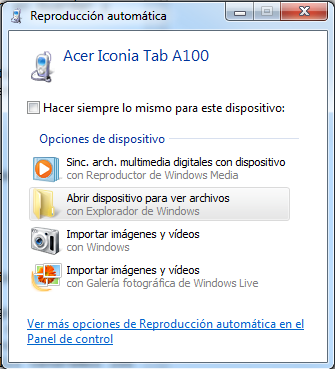 Reproducción automática
Acer Iconia Tab A100
Hacer siempre lo mismo para este dispositivo:
Opciones de dispositivo
Sinc. arch. multimedia digitales con dispositivo
con Reproductor de Windows Media
Abrir dispositivo para ver archivos
con Explorador de Windows
Importar imágenes y vídeos
con Windows
Importar imágenes y vídeos
con Galería fotográfica de Windows Live
Ver más opciones de Reproducción automática en el
Panel de control